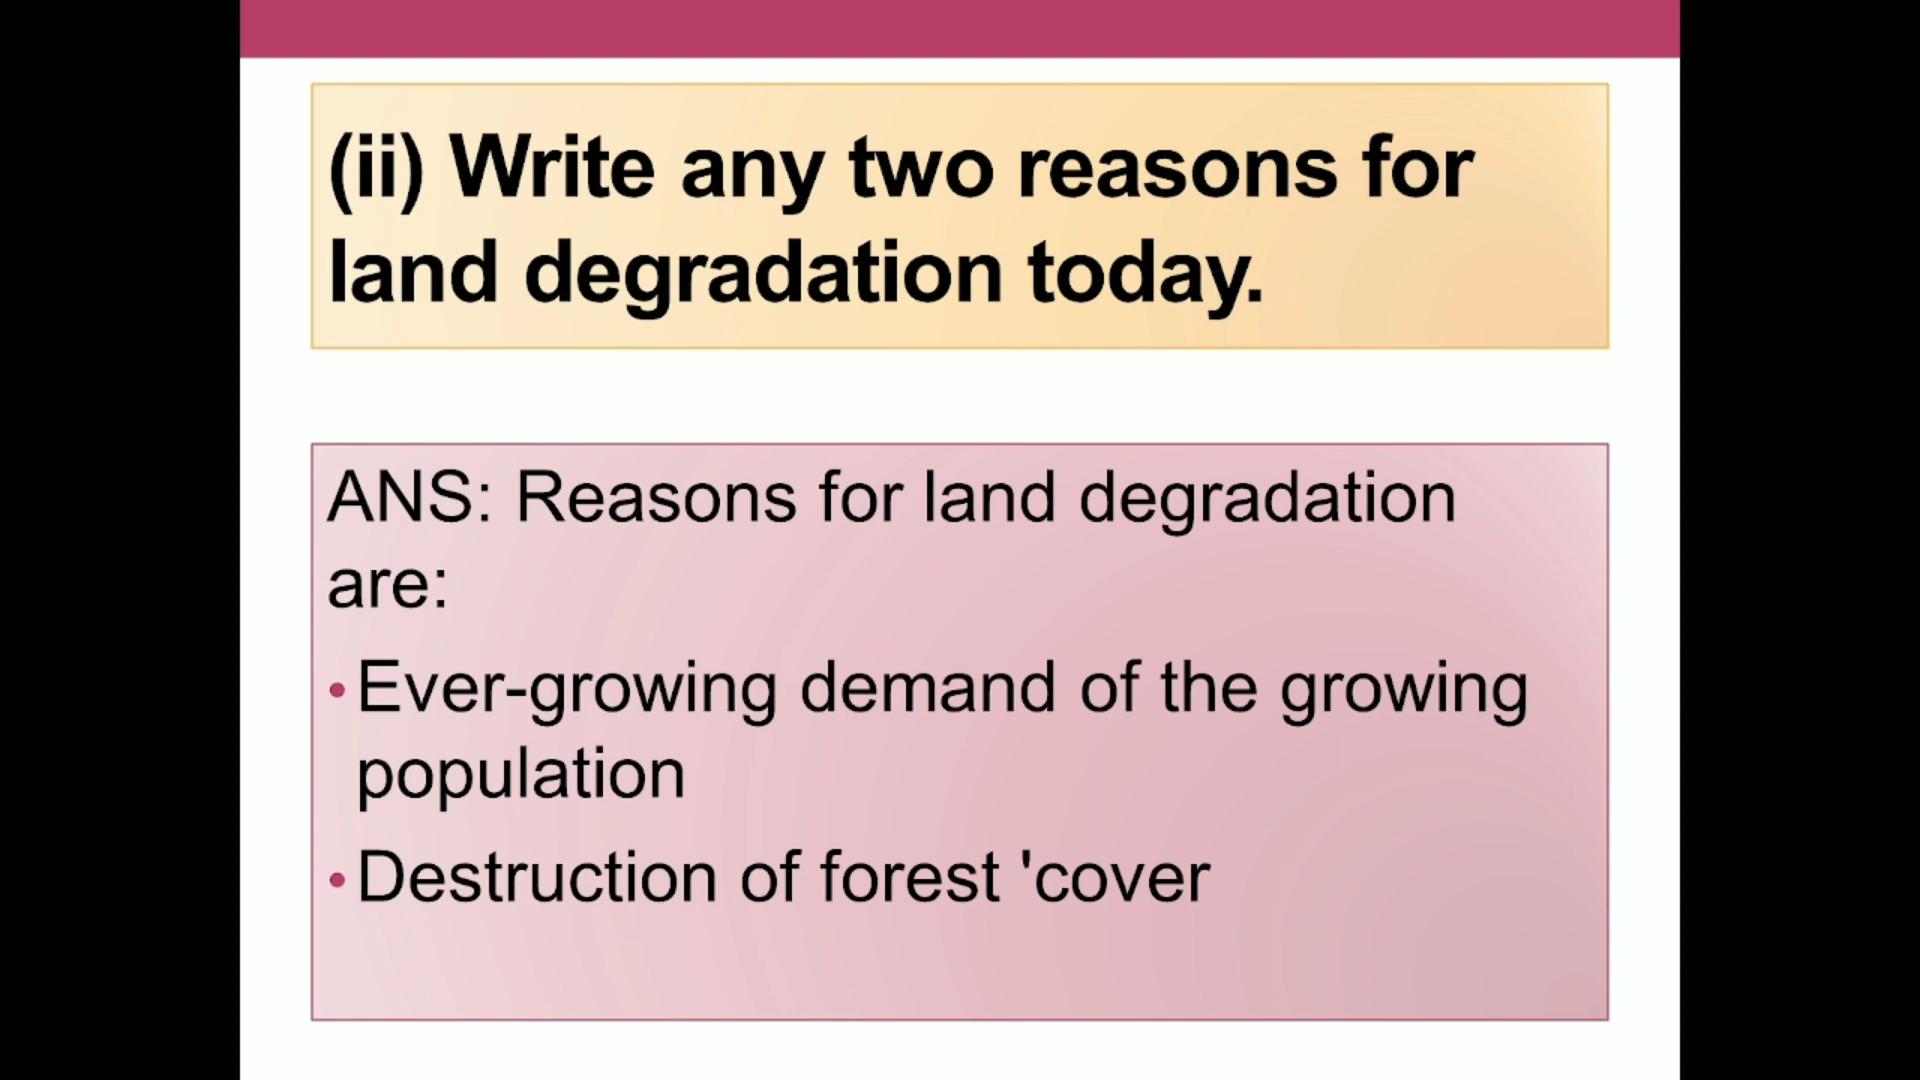 (ii) Write any two reasons for
land degradation today.
ANS: Reasons for land degradation
are:
•Ever-growing demand of the growing
population
•Destruction of forest 'cover